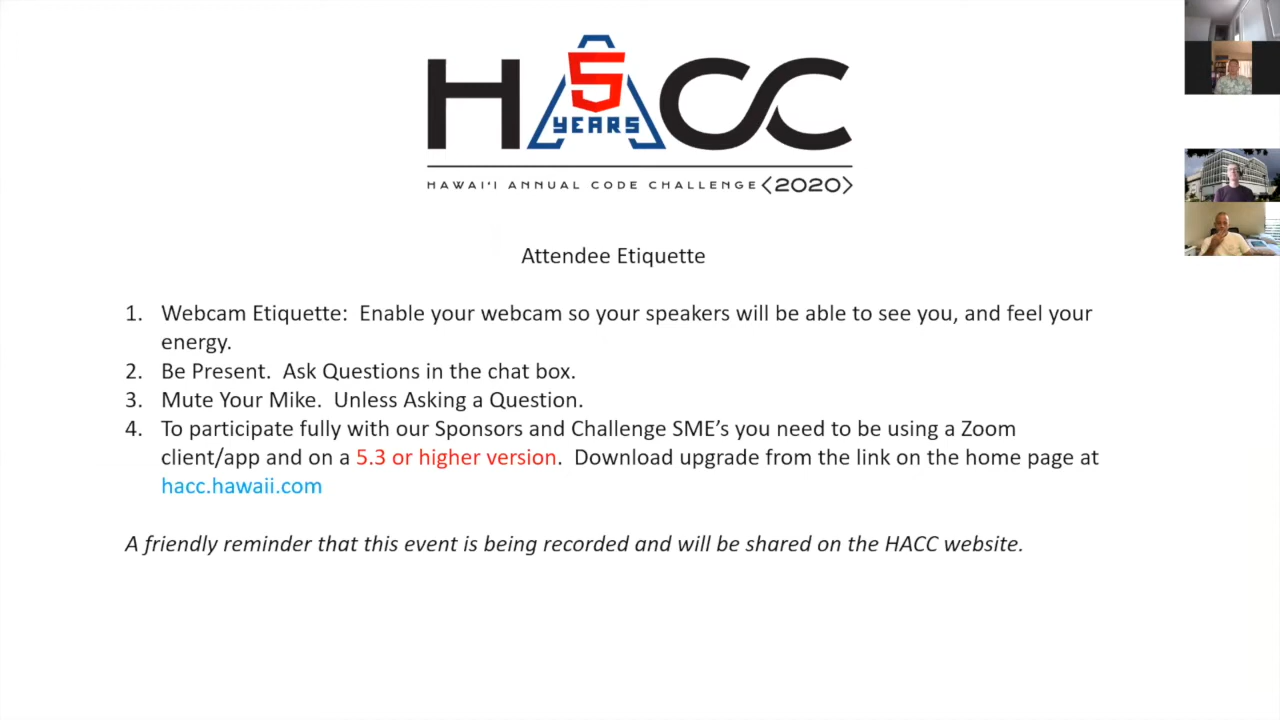 HACC
5
YEARS
HAWAI'I ANNUAL CODE CHALLENGE <2020>
Attendee Etiquette
1. Webcam Etiquette: Enable your webcam so your speakers will be able to see you, and feel your
energy.
2. Be Present. Ask Questions in the chat box.
3. Mute Your Mike. Unless Asking a Question.
4. To participate fully with our Sponsors and Challenge SME's you need to be using a Zoom
client/app and on a 5.3 or higher version. Download upgrade from the link on the home page at
hacc.hawaii.com
A friendly reminder that this event is being recorded and will be shared on the HACC website.